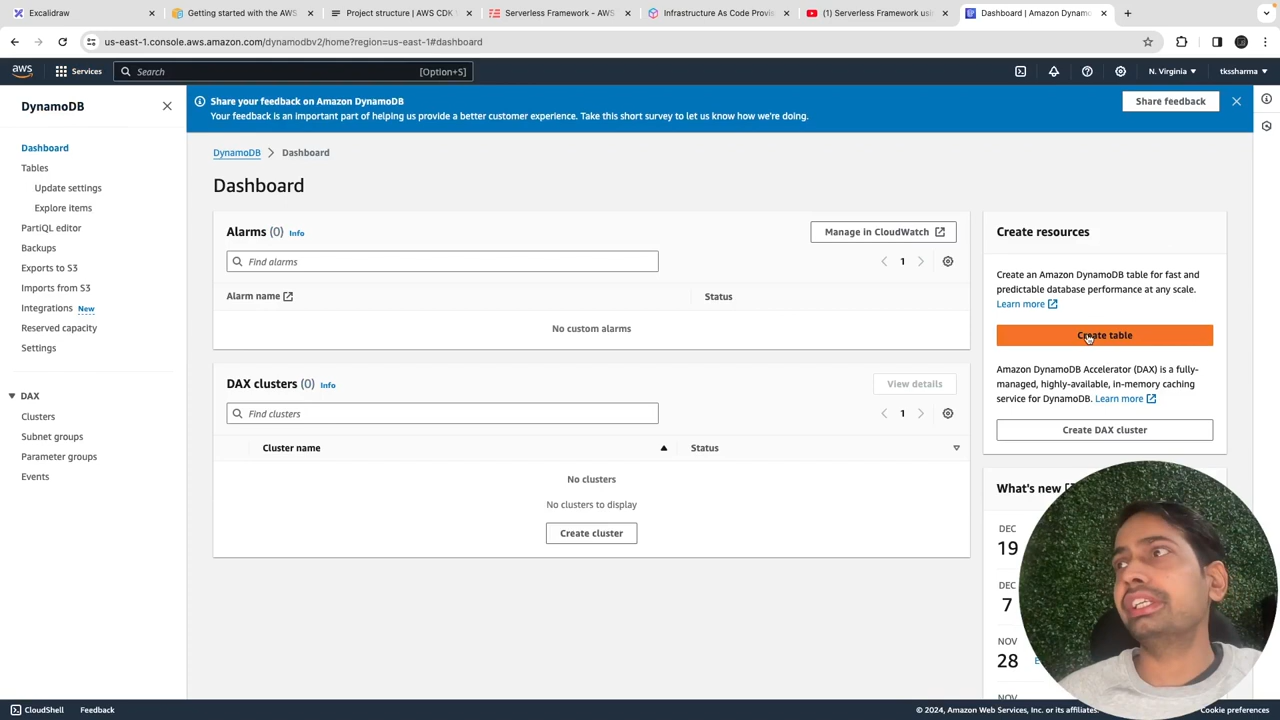 Excalidraw
Getting started with the AWS
Project structure | AWS CDK
Serverless Framework - AWS
Infrastructure As Code Provis
(1) Serverless Framework usin
Dashboard | Amazon Dynamo
us-east-1.console.aws.amazon.com/dynamodbv2/home?region=us-east-1#dashboard
aws
Services
Search
[Option+S]
N. Virginia
tkssharma
DynamoDB
Dashboard
Tables
Update settings
Explore items
PartiQL editor
Backups
Exports to S3
Imports from S3
Integrations New
Reserved capacity
Settings
DAX
Clusters
Subnet groups
Parameter groups
Events
Share your feedback on Amazon DynamoDB
Your feedback is an important part of helping us provide a better customer experience. Take this short survey to let us know how we're doing.
Share feedback
DynamoDB
Dashboard
Dashboard
Alarms (0) Info
Manage in CloudWatch
Find alarms
1
Alarm name
Status
No custom alarms
DAX clusters (0) Info
View details
Find clusters
1
Cluster name
Status
No clusters
No clusters to display
Create cluster
Create resources
Create an Amazon DynamoDB table for fast and
predictable database performance at any scale.
Learn more
Create table
Amazon DynamoDB Accelerator (DAX) is a fully-
managed, highly-available, in-memory caching
service for DynamoDB. Learn more
Create DAX cluster
What's new
DEC
19
DEC
7
NOV
28
NOV
CloudShell
Feedback
© 2024, Amazon Web Services, Inc. or its affiliates.
Cookie preferences